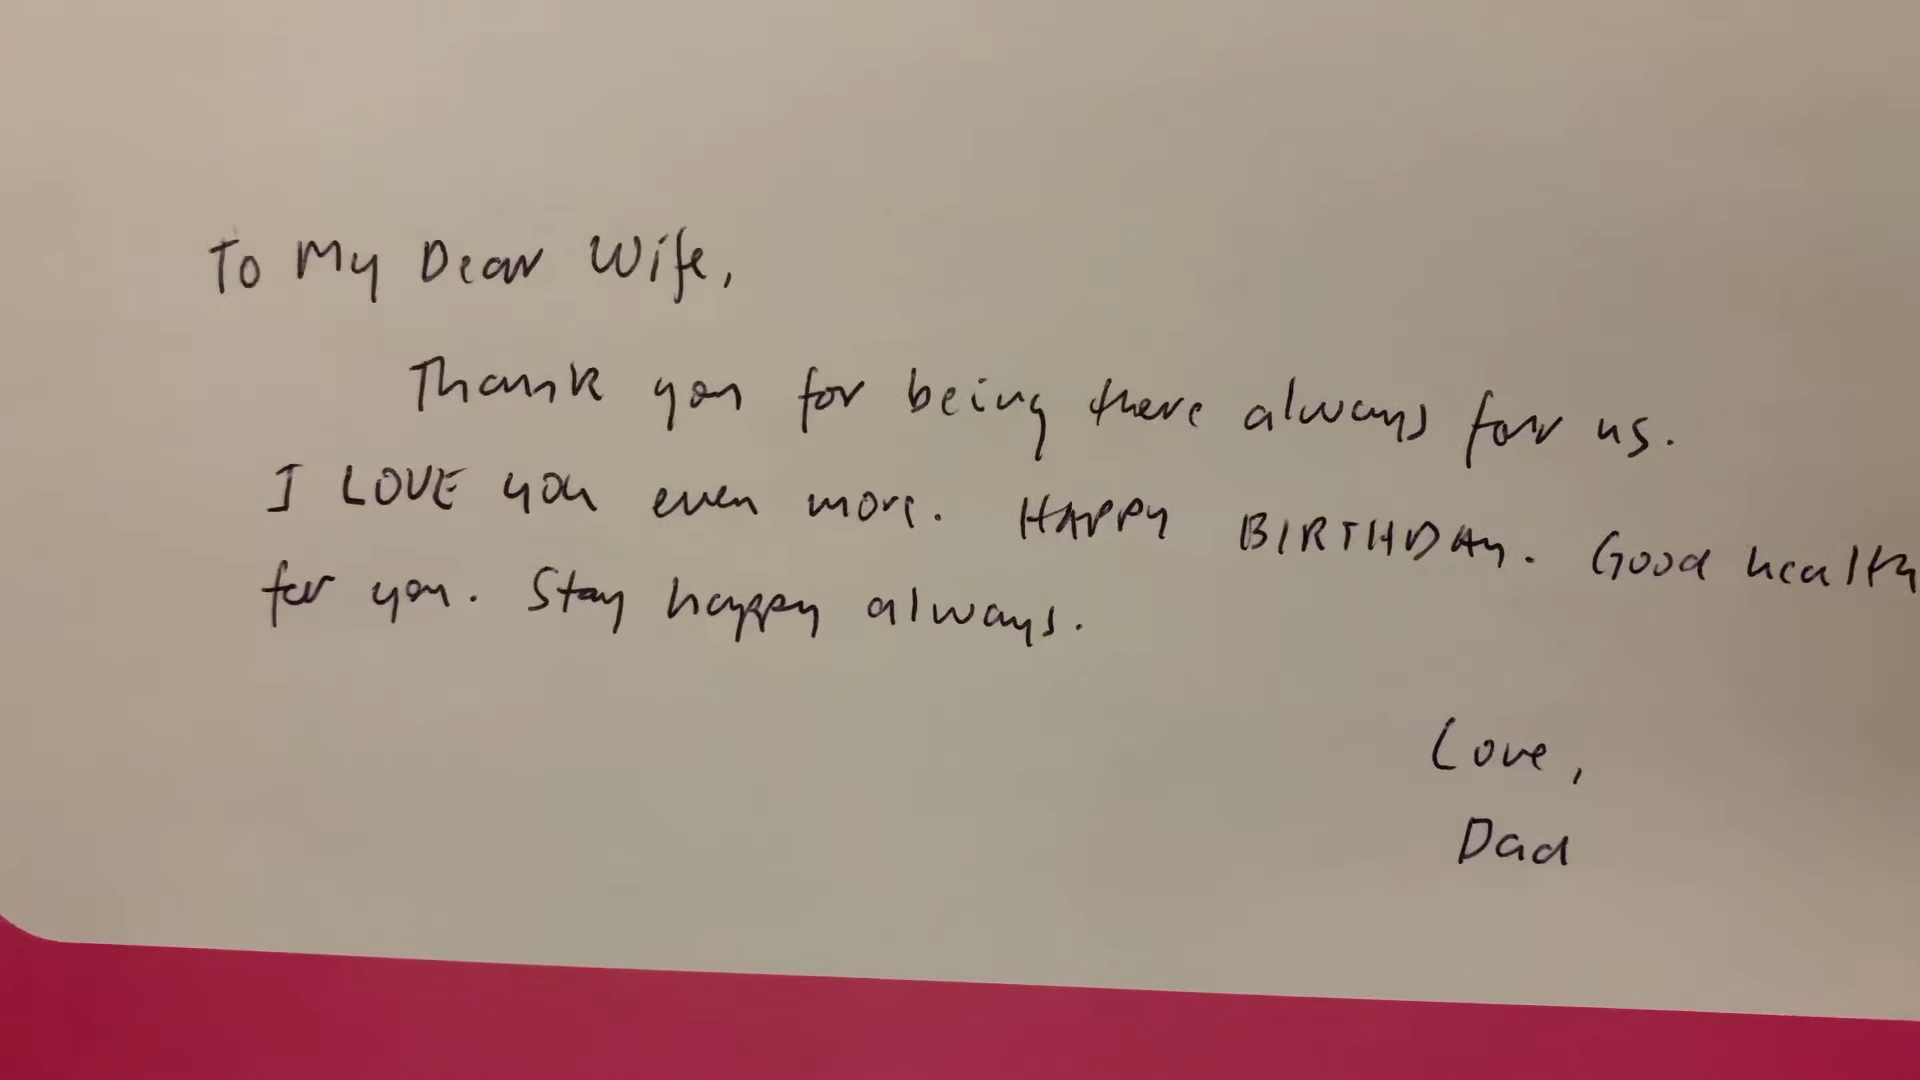 To My Dear Wife,
Thank you for being there always for us.
I LOVE you even more. HAPPY BIRTHDAY. Good health
for you. Stay happy always.
Love,
Dad